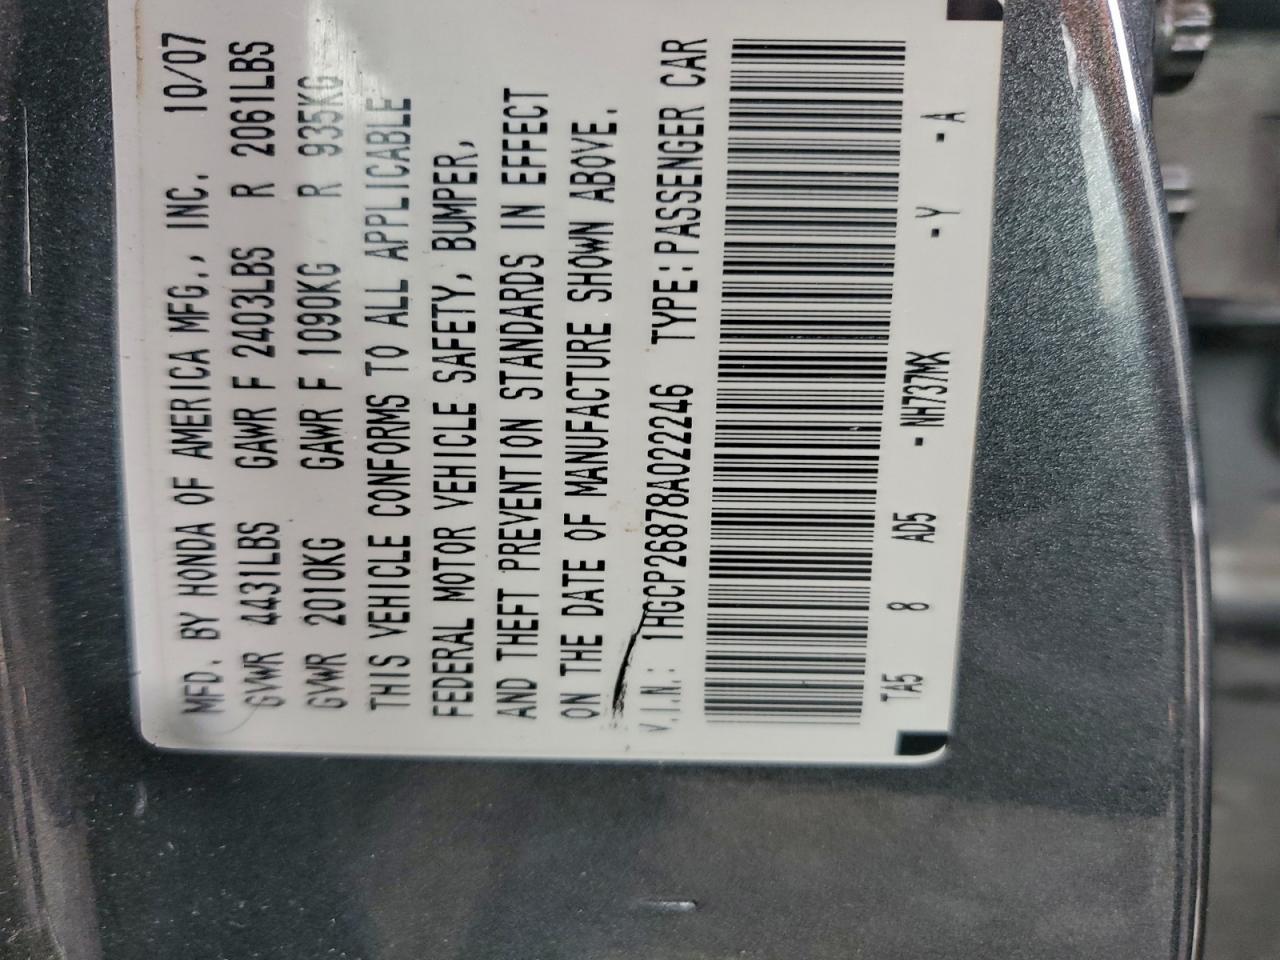 MFD. BY HONDA OF AMERICA MFG., INC. 10/07
GVWR 4431LBS GAWR F 2403LBS R 2061LBS
GVWR 2010KG GAWR F 1090KG R 935KG
THIS VEHICLE CONFORMS TO ALL APPLICABLE
FEDERAL MOTOR VEHICLE SAFETY, BUMPER,
AND THEFT PREVENTION STANDARDS IN EFFECT
ON THE DATE OF MANUFACTURE SHOWN ABOVE.
V.I.N.: 1HGCP26878A022246 TYPE:PASSENGER CAR
TA5 8 AD5 -NH737MX -Y -A